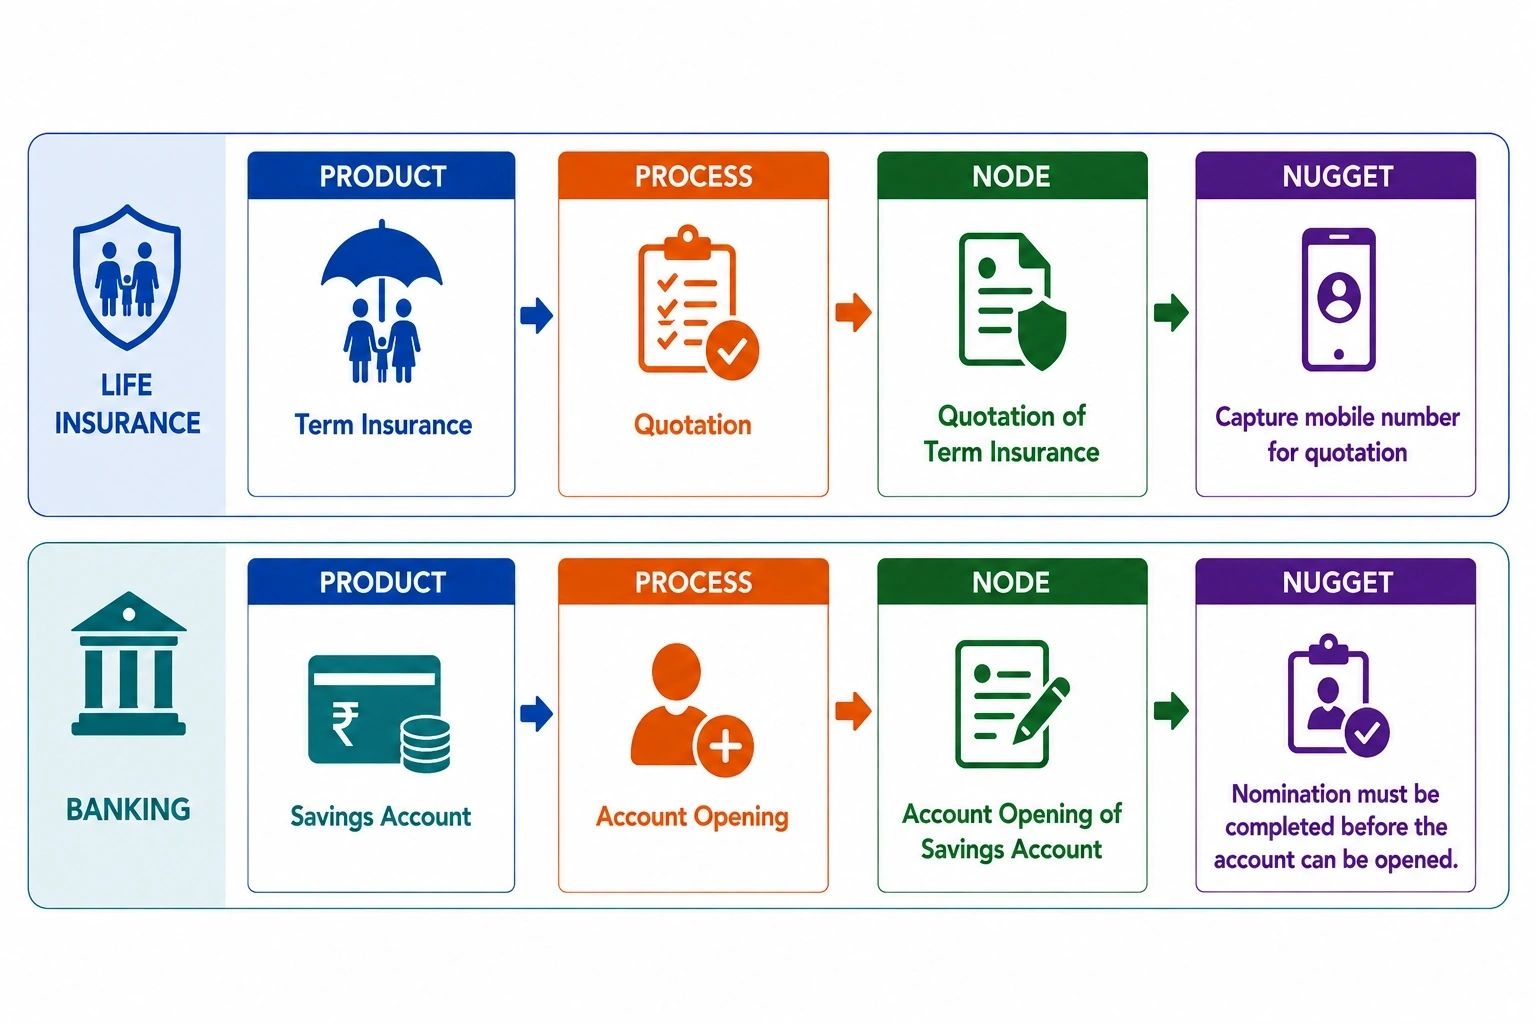 LIFE
INSURANCE
PRODUCT
Term Insurance
PROCESS
Quotation
NODE
Quotation of
Term Insurance
NUGGET
Capture mobile number
for quotation
BANKING
PRODUCT
₹
Savings Account
PROCESS
Account Opening
NODE
Account Opening of
Savings Account
NUGGET
Nomination must be
completed before the
account can be opened.